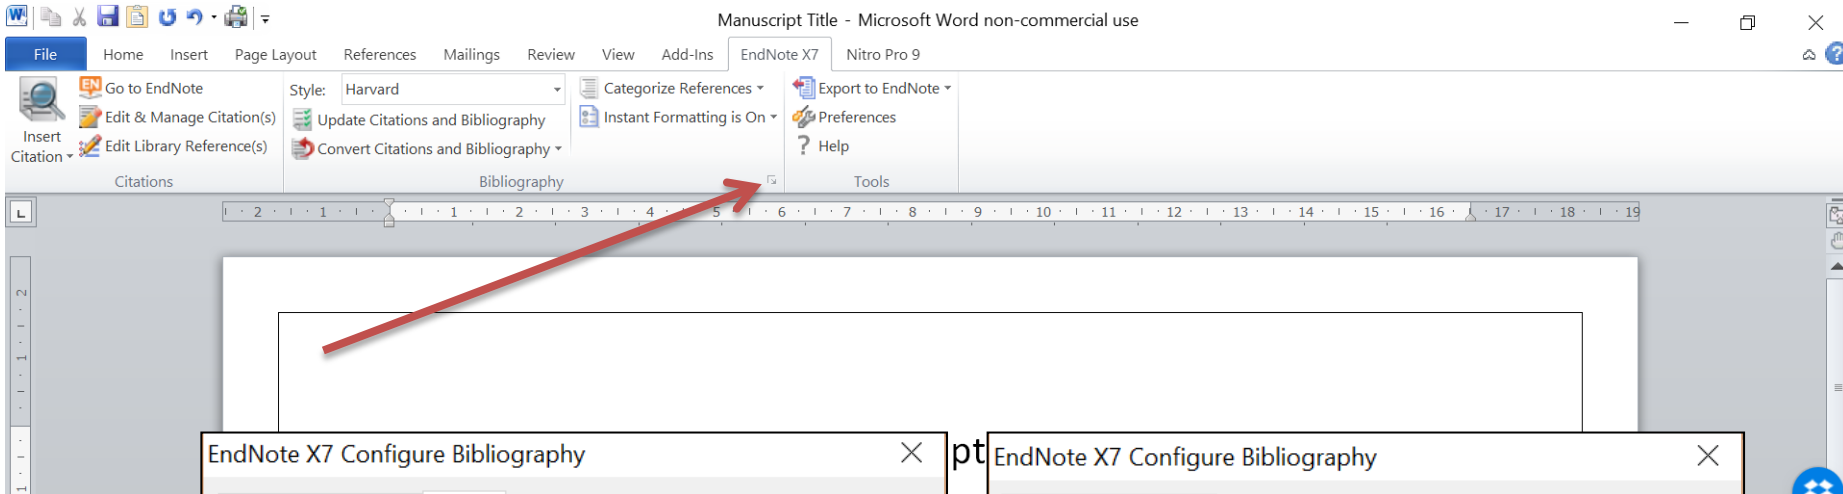 Manuscript Title - Microsoft Word non-commercial use
File Home Insert Page Layout References Mailings Review View Add-Ins EndNote X7 Nitro Pro 9
Insert Citation
Go to EndNote
Edit & Manage Citation(s)
Edit Library Reference(s)
Citations
Style: Harvard
Update Citations and Bibliography
Convert Citations and Bibliography
Categorize References
Instant Formatting is On
Bibliography
Export to EndNote
Preferences
Help
Tools
2 1 1 2 3 4 5 6 7 8 9 10 11 12 13 14 15 16 17 18 19
2
1
1
EndNote X7 Configure Bibliography
pt
EndNote X7 Configure Bibliography